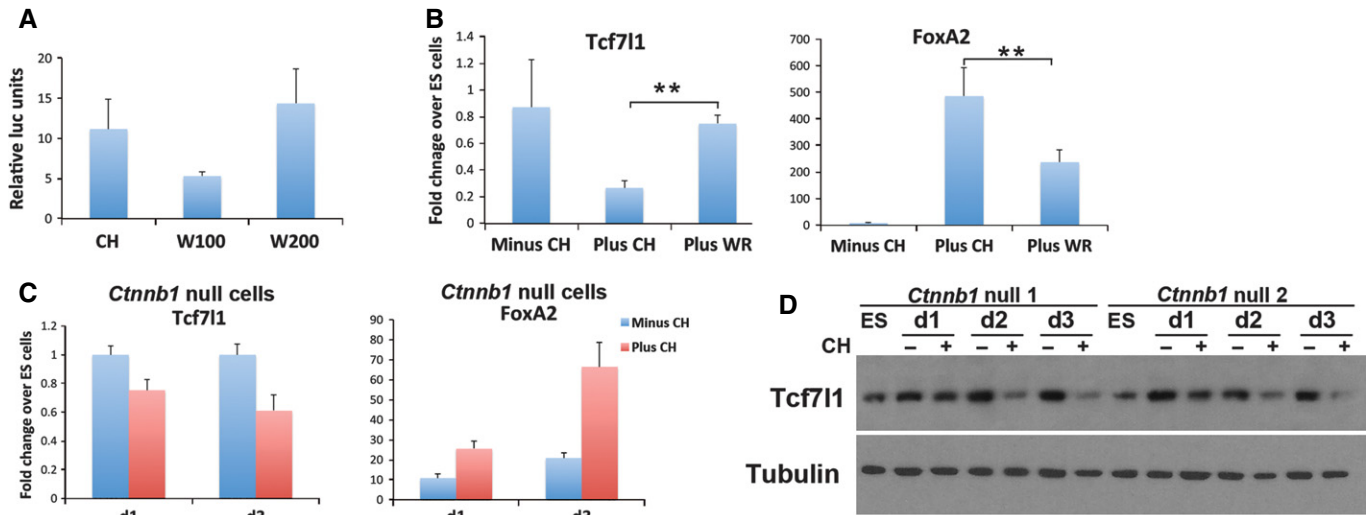 A
Relative luc units
20
15
10
5
0
CH W100 W200
B
Tcf7l1
Fold chnage over ES cells
1.4
1.2
1
0.8
0.6
0.4
0.2
0
**
Minus CH Plus CH Plus WR
FoxA2
700
600
500
400
300
200
100
0
**
Minus CH Plus CH Plus WR
C
Ctnnb1 null cells
Tcf7l1
Fold change over ES cells
1.2
1
0.8
0.6
0.4
0.2
0
Ctnnb1 null cells
FoxA2
90
80
70
60
50
40
30
20
10
0
Minus CH
Plus CH
D
Ctnnb1 null 1 Ctnnb1 null 2
ES d1 d2 d3 ES d1 d2 d3
CH – + – + – + – + – + – +
Tcf7l1
Tubulin